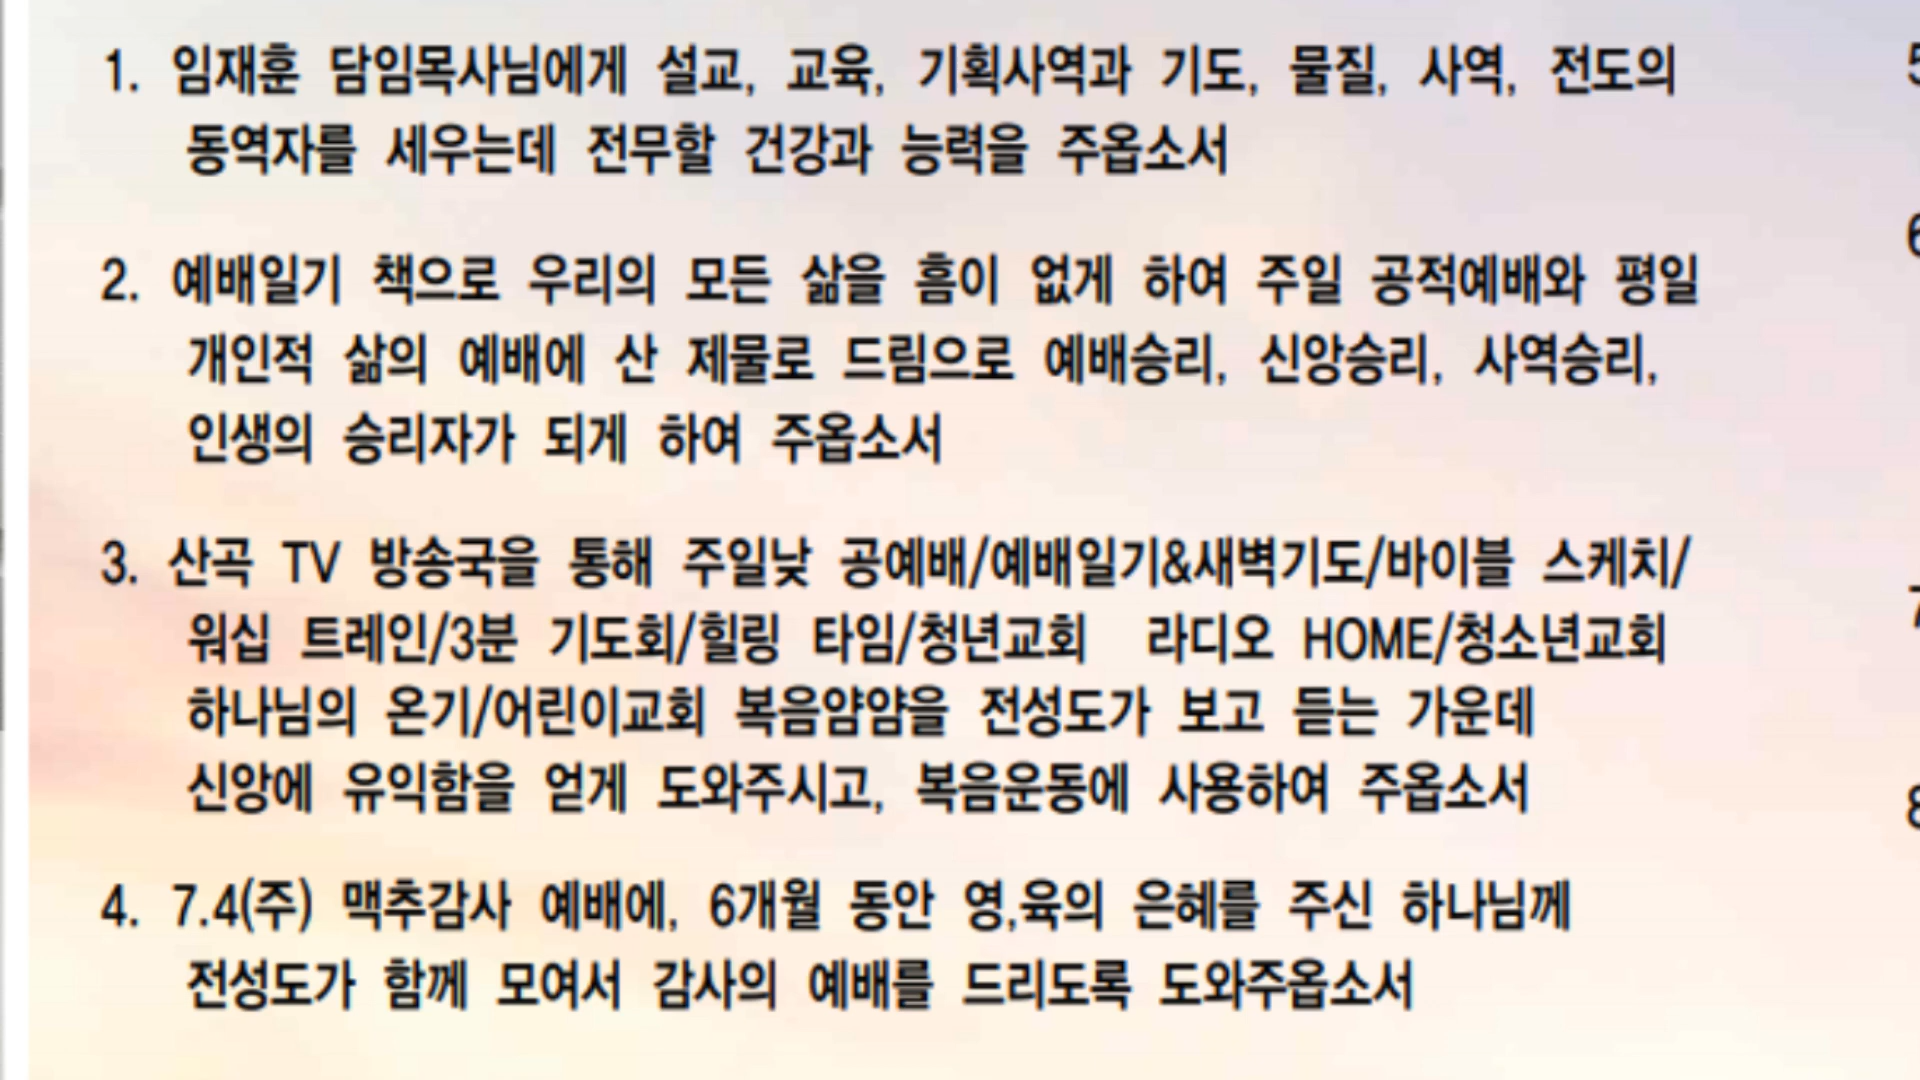 1. 임재훈 담임목사님에게 설교, 교육, 기획사역과 기도, 물질, 사역, 전도의
동역자를 세우는데 전무할 건강과 능력을 주옵소서
2. 예배일기 책으로 우리의 모든 삶을 흠이 없게 하여 주일 공적예배와 평일
개인적 삶의 예배에 산 제물로 드림으로 예배승리, 신앙승리, 사역승리,
인생의 승리자가 되게 하여 주옵소서
3. 산곡 TV 방송국을 통해 주일낮 공예배/예배일기&새벽기도/바이블 스케치/
워십 트레인/3분 기도회/힐링 타임/청년교회 라디오 HOME/청소년교회
하나님의 온기/어린이교회 복음얌얌을 전성도가 보고 듣는 가운데
신앙에 유익함을 얻게 도와주시고, 복음운동에 사용하여 주옵소서
4. 7.4(주) 맥추감사 예배에, 6개월 동안 영,육의 은혜를 주신 하나님께
전성도가 함께 모여서 감사의 예배를 드리도록 도와주옵소서